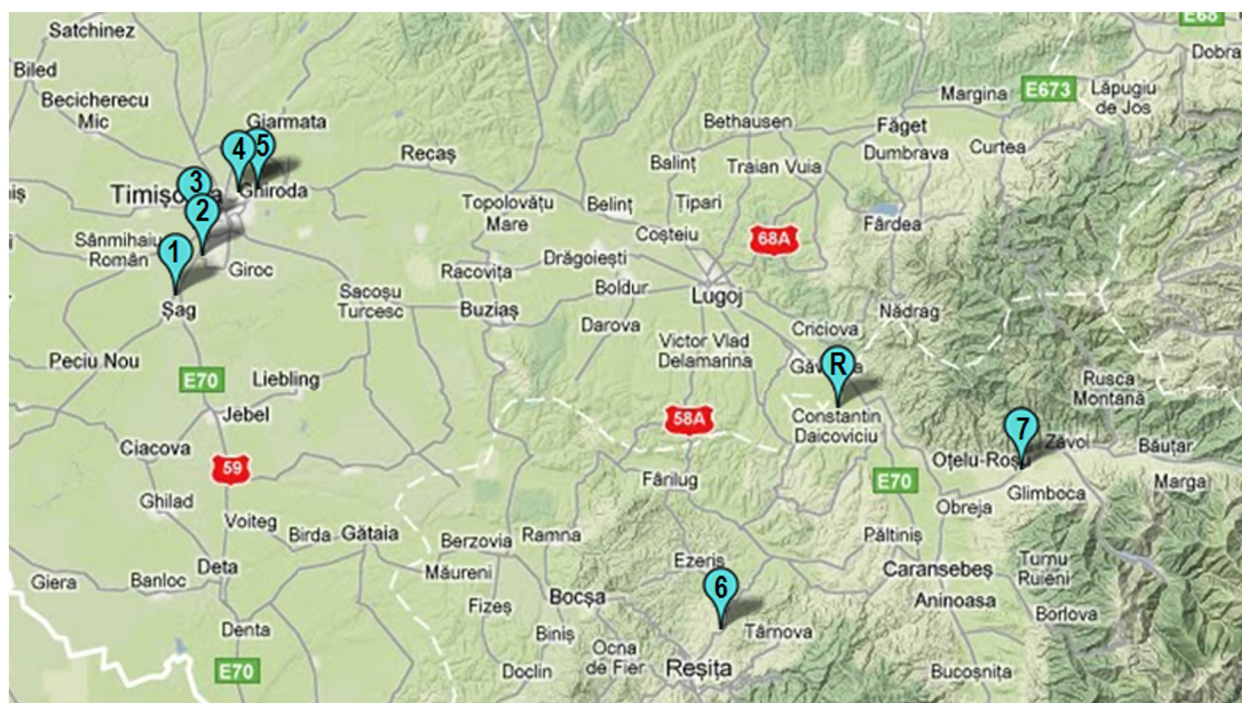 Satchinez
E68
Dobra
Biled
Becicherecu
Mic
Margina
E673
Lăpugiu
de Jos
Giarmata
Bethausen
Făget
Dumbrava
Curtea
4
5
Recaș
Balinț
Traian Vuia
3
Timișoara
Ghiroda
2
Topolovățu
Mare
Belinț
Tipari
Fârdea
Coșteiu
68A
Sânmihaiu
Român
1
Giroc
Racovița
Drăgoiești
Boldur
Lugoj
Sacoșu
Turcesc
Buziaș
Șag
Darova
Nădrag
Criciova
Victor Vlad
Delamarina
Peciu Nou
R
E70
Liebling
Rusca
Montană
Jebel
58A
Constantin
Daicoviciu
7
Zăvoi
Băuțar
Ciacova
59
Oțelu-Roșu
Fârliug
E70
Marga
Glimboca
Ghilad
Obreja
Voiteg
Birda
Gătaia
Berzovia
Ramna
Păltiniș
Ezeriș
Turnu
Ruieni
Caransebeș
Deta
Giera
Banloc
Măureni
6
Bocșa
Aninoasa
Fizeș
Borlova
Denta
Biniș
Târnova
Ocna
de Fier
Reșița
E70
Doclin
Bucoșnița